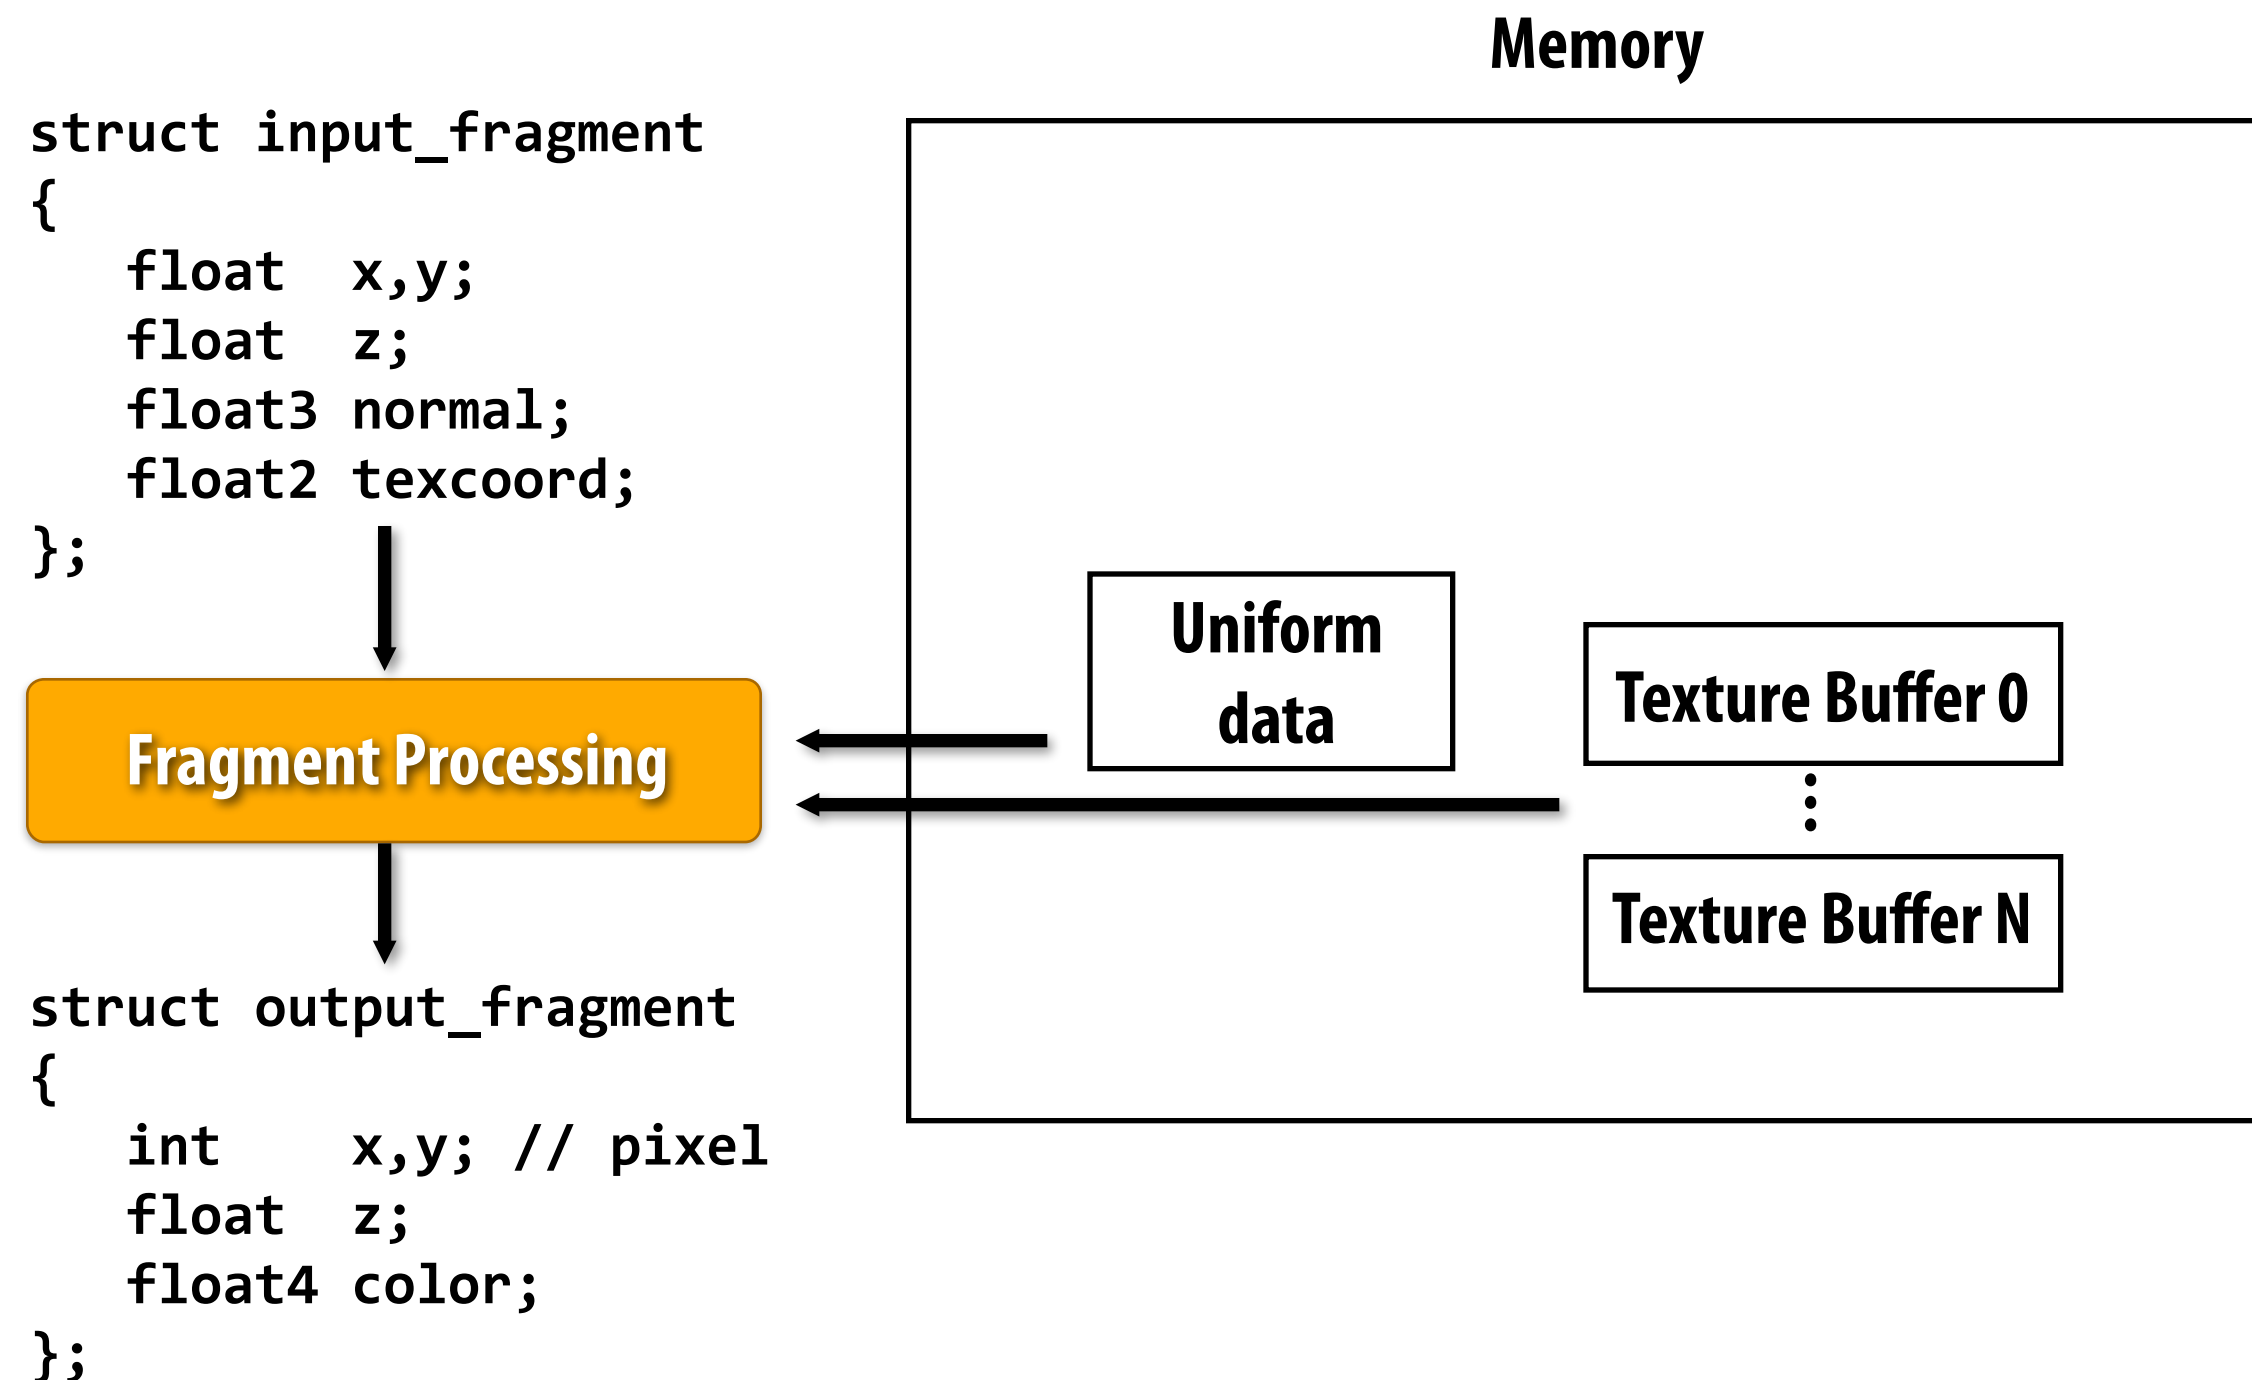 Memory
struct input_fragment
{
   float  x,y;
   float  z;
   float3 normal;
   float2 texcoord;
};
Uniform
data
Texture Buffer 0
Fragment Processing
Texture Buffer N
struct output_fragment
{
   int    x,y; // pixel
   float  z;
   float4 color;
};